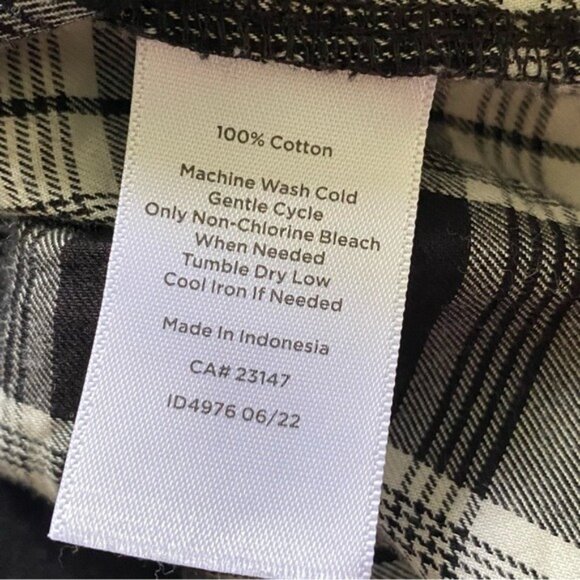 100% Cotton
Machine Wash Cold
Gentle Cycle
Only Non-Chlorine Bleach
When Needed
Tumble Dry Low
Cool Iron If Needed
Made In Indonesia
CA# 23147
ID4976 06/22